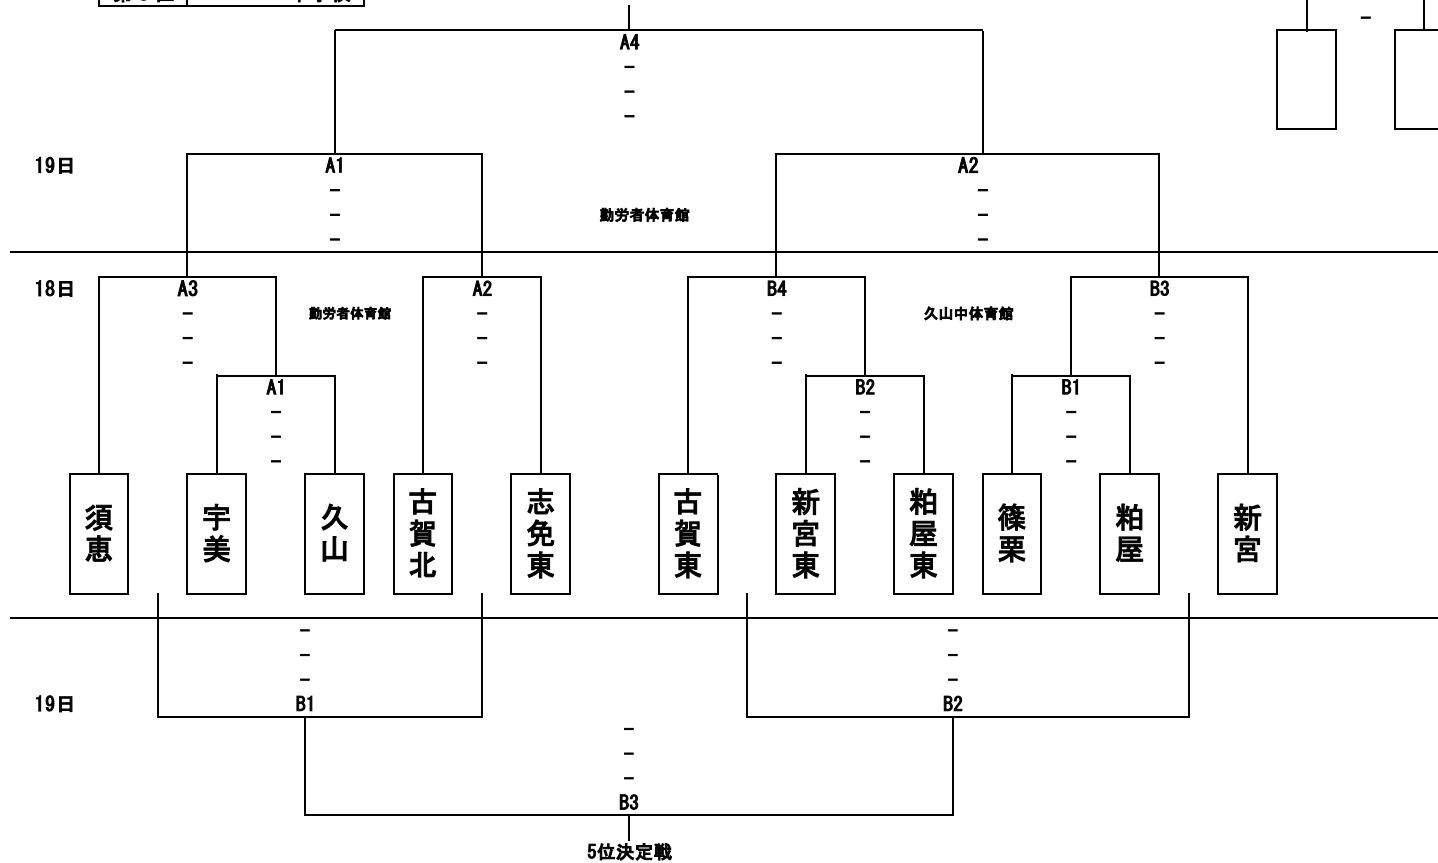 A4
-
-
-
-
19日
A1
A2
-
-
-
-
-
-
勤労者体育館
18日
A3
A2
B4
B3
勤労者体育館
久山中体育館
-
-
-
-
-
-
-
-
-
-
-
-
A1
B2
B1
-
-
-
-
-
-
-
-
-
須恵
宇美
久山
古賀北
志免東
古賀東
新宮東
粕屋東
篠栗
粕屋
新宮
-
-
-
-
-
-
19日
B1
B2
-
-
-
B3
5位決定戦